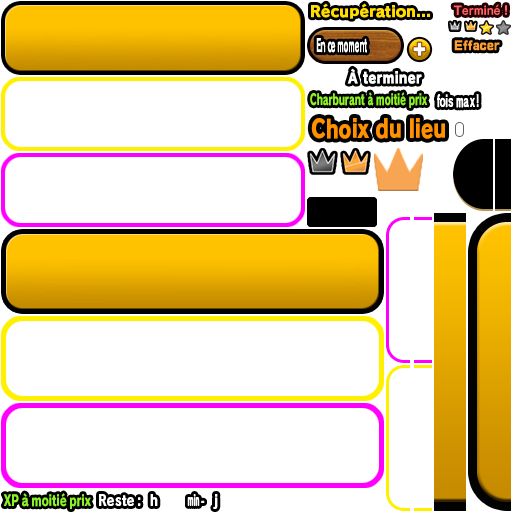 Récupération...
Terminé !
En ce moment
Effacer
À terminer
Charburant à moitié prix fois max!
Choix du lieu 0
XP à moitié prix Reste : h min - j